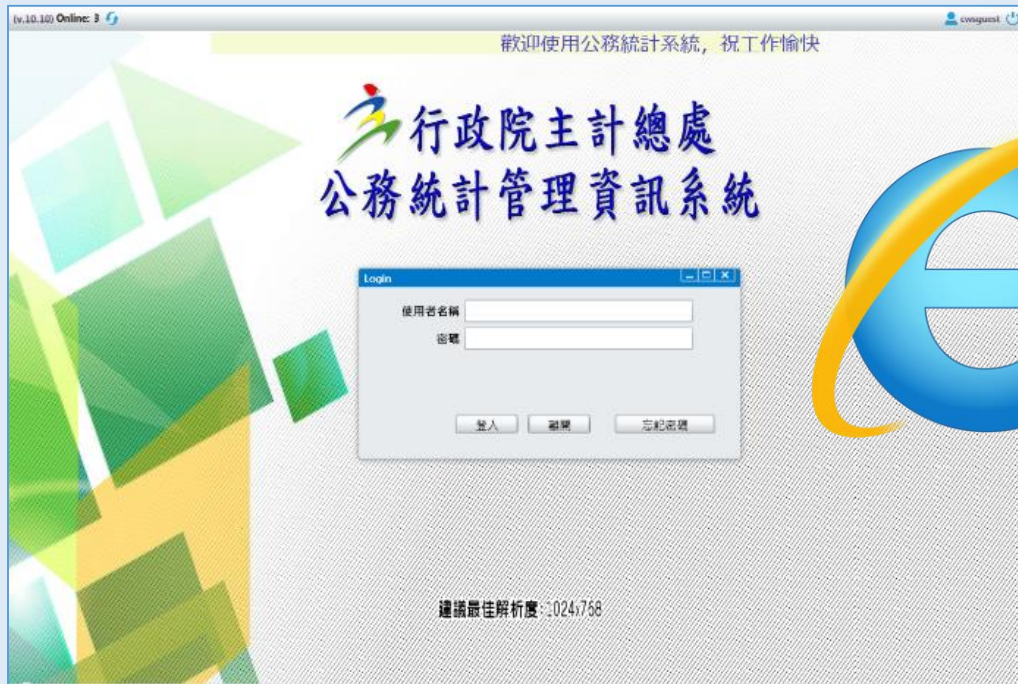 (v.10.10) Online: 3
cwsguest
歡迎使用公務統計系統，祝工作愉快
行政院主計總處
公務統計管理資訊系統
Login
使用者名稱
密碼
登入 離開 忘記密碼
建議最佳解析度:1024x768